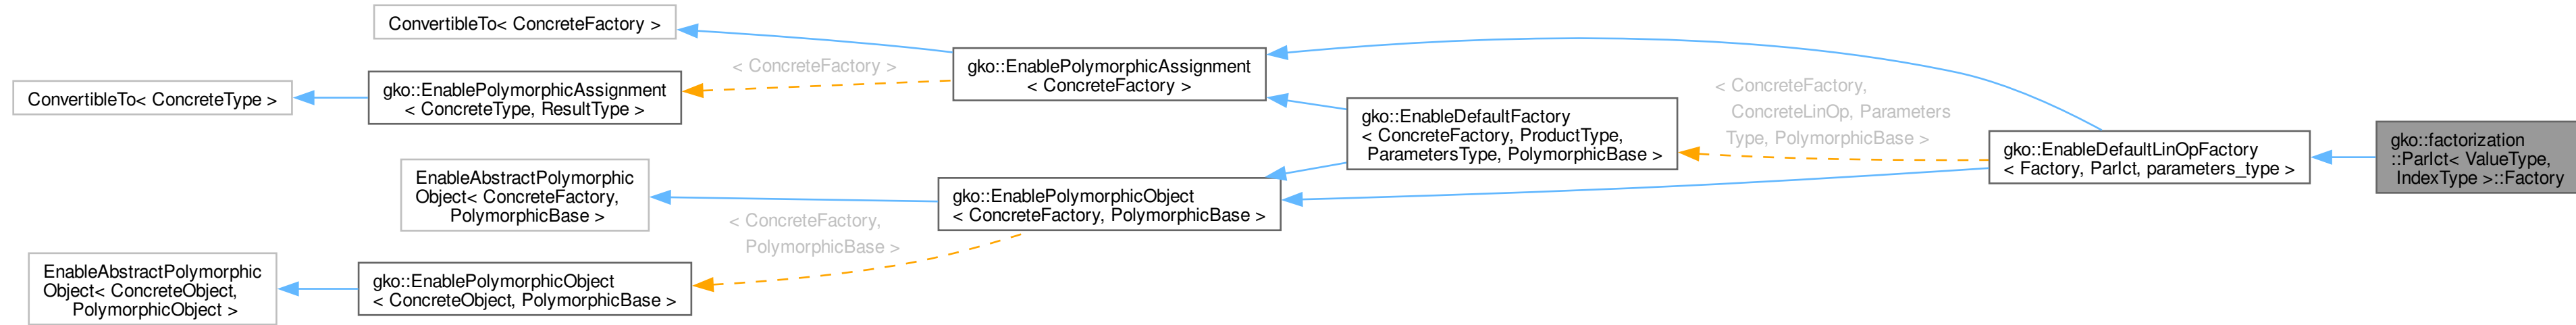 ConvertibleTo< ConcreteFactory >
ConvertibleTo< ConcreteType >
gko::EnablePolymorphicAssignment
< ConcreteType, ResultType >
< ConcreteFactory >
gko::EnablePolymorphicAssignment
< ConcreteFactory >
EnableAbstractPolymorphic
Object< ConcreteFactory,
PolymorphicBase >
EnableAbstractPolymorphic
Object< ConcreteObject,
PolymorphicObject >
gko::EnablePolymorphicObject
< ConcreteObject, PolymorphicBase >
< ConcreteFactory,
PolymorphicBase >
gko::EnablePolymorphicObject
< ConcreteFactory, PolymorphicBase >
gko::EnableDefaultFactory
< ConcreteFactory, ProductType,
ParametersType, PolymorphicBase >
< ConcreteFactory,
ConcreteLinOp, Parameters
Type, PolymorphicBase >
gko::EnableDefaultLinOpFactory
< Factory, ParIct, parameters_type >
gko::factorization
::ParIct< ValueType,
IndexType >::Factory